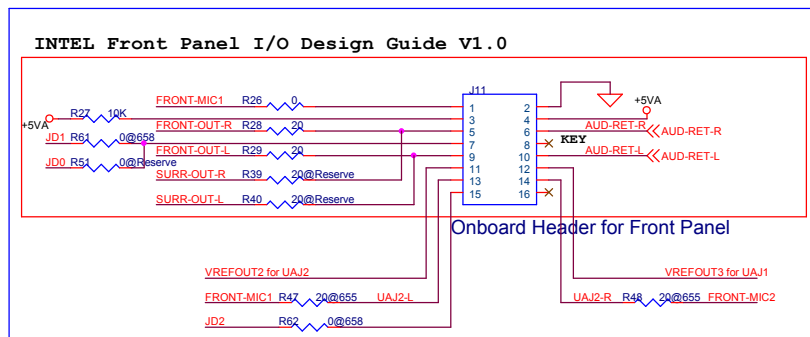 INTEL Front Panel I/O Design Guide V1.0
J11
FRONT-MIC1 R26 0 1 2
R27 10K 3 4 +5VA
+5VA
FRONT-OUT-R R28 20 5 6 AUD-RET-R AUD-RET-R
JD1 R61 0@658 7 8 KEY
FRONT-OUT-L R29 20 9 10 AUD-RET-L AUD-RET-L
JD0 R51 0@Reserve 11 12
SURR-OUT-R R39 20@Reserve 13 14
15 16
SURR-OUT-L R40 20@Reserve
Onboard Header for Front Panel
VREFOUT2 for UAJ2 VREFOUT3 for UAJ1
FRONT-MIC1 R47 20@655 UAJ2-L UAJ2-R R48 20@655 FRONT-MIC2
JD2 R62 0@658